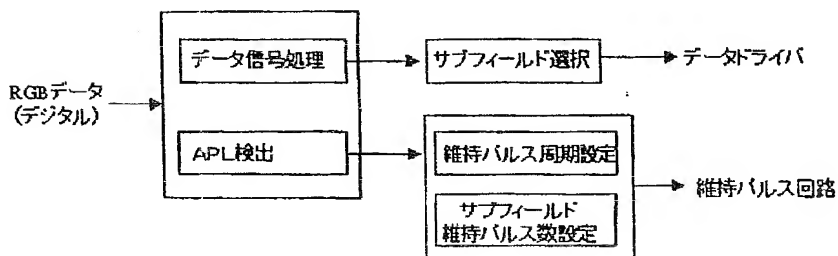 データ信号処理
サブフィールド選択
データドライバ
RGBデータ
(デジタル)
APL検出
維持パルス周期設定
サブフィールド
維持パルス数設定
維持パルス回路